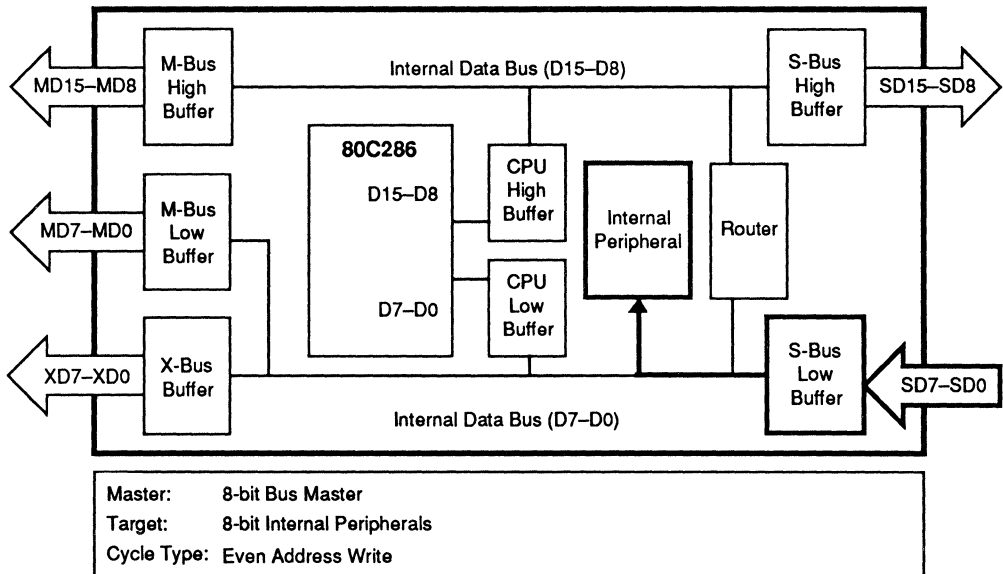 Internal Data Bus (D15–D8)
MD15–MD8
M-Bus
High
Buffer
S-Bus
High
Buffer
SD15–SD8
80C286
D15–D8
D7–D0
CPU
High
Buffer
CPU
Low
Buffer
Internal
Peripheral
Router
MD7–MD0
M-Bus
Low
Buffer
XD7–XD0
X-Bus
Buffer
S-Bus
Low
Buffer
SD7–SD0
Internal Data Bus (D7–D0)
Master: 8-bit Bus Master
Target: 8-bit Internal Peripherals
Cycle Type: Even Address Write